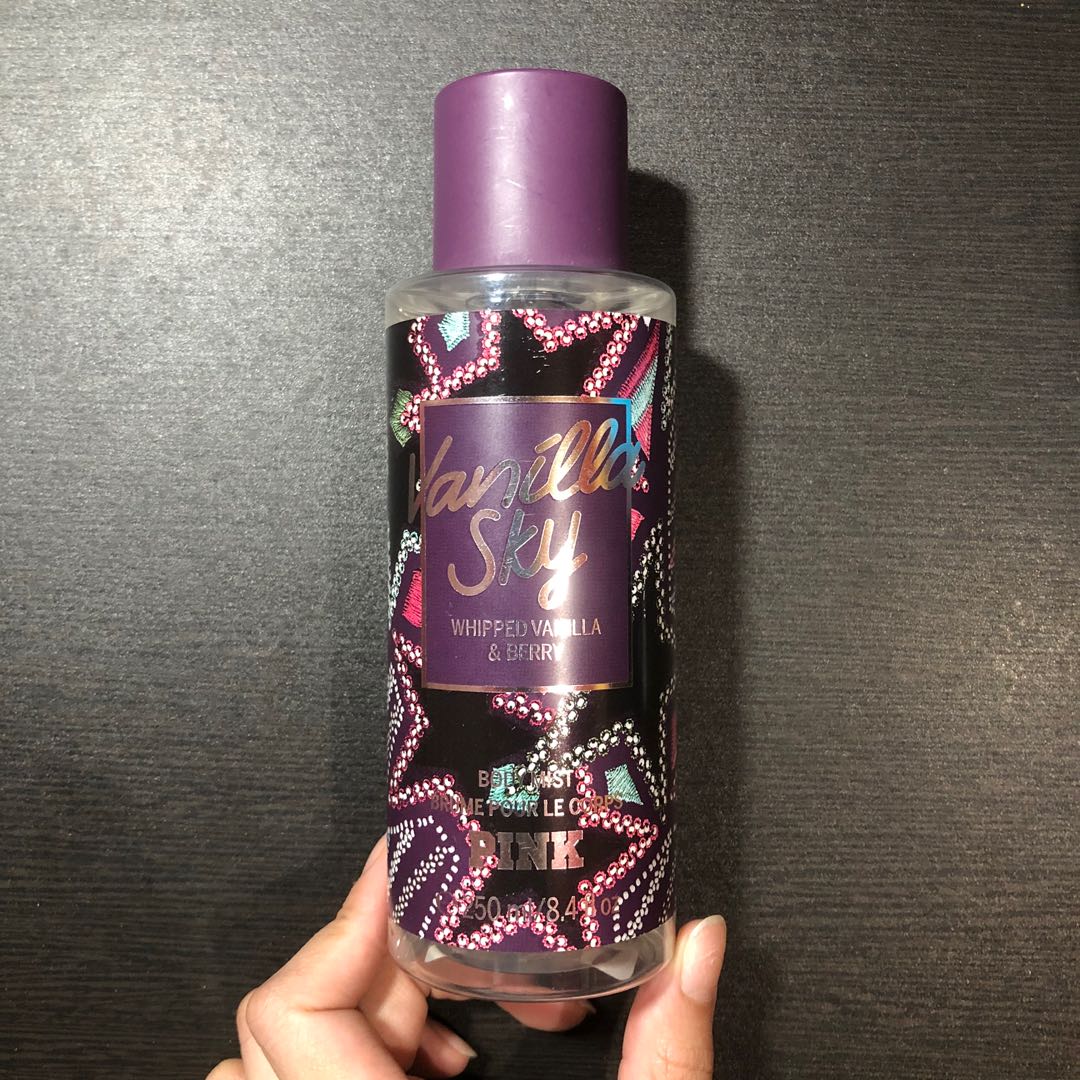 Vanilla
Sky
WHIPPED VANILLA
& BERRY
BODY MIST
BRUME POUR LE CORPS
PINK
250 ml/8.4 fl oz